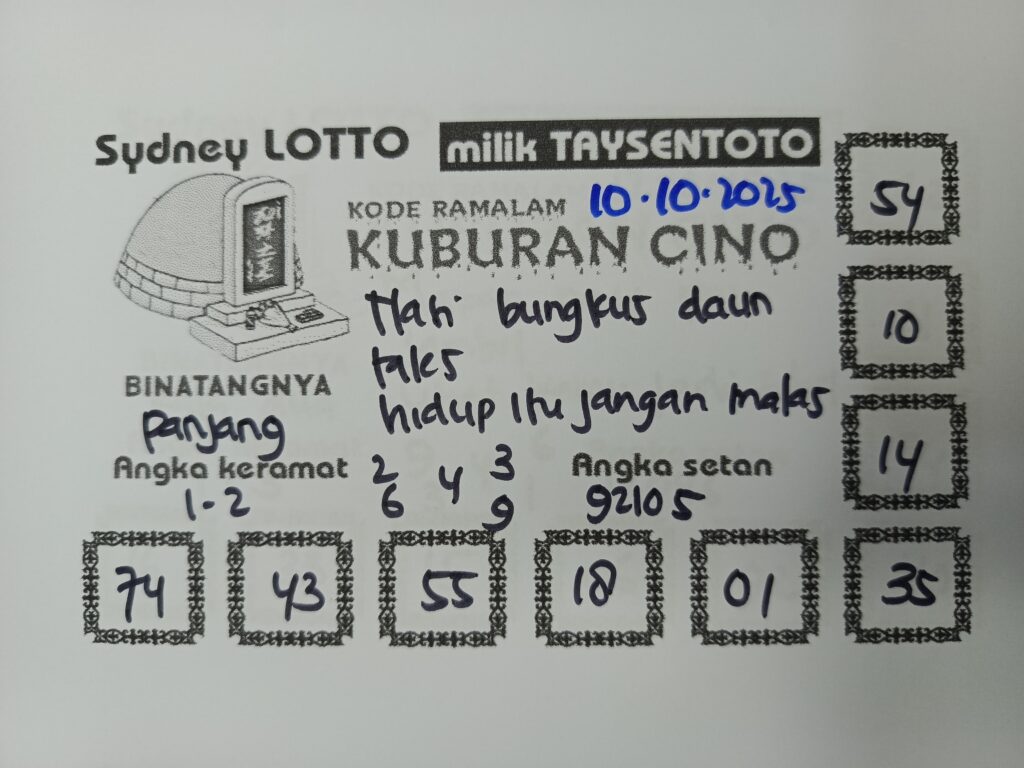 Sydney LOTTO
milik TAYSENTOTO
KODE RAMALAM 10.10.2025
KUBURAN CINO
bungkus daun
tales
hidup itu jangan malas
BINATANGNYA
panjang
Angka keramat
1-2
2 4 3
6 9
Angka setan
92105
54
10
14
74 43 55 18 01 35